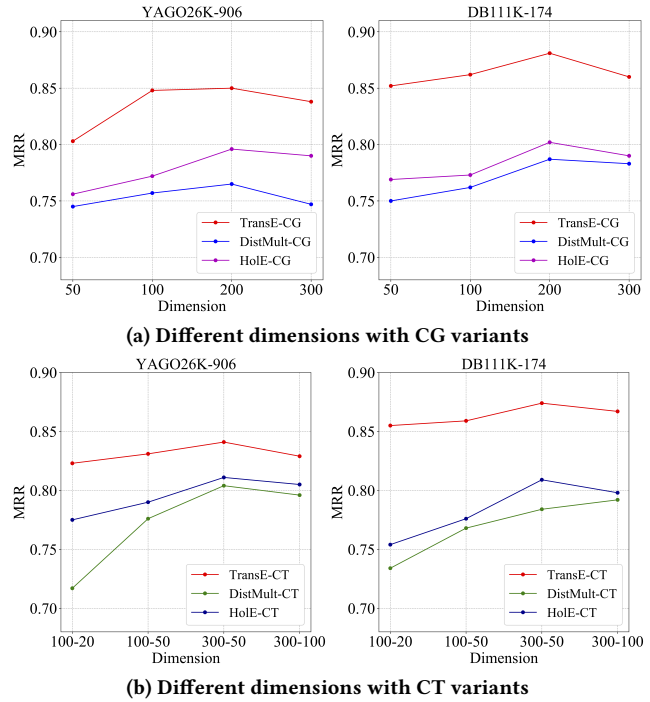 YAGO26K-906
DB111K-174
0.90
0.85
0.80
0.75
0.70
MRR
50
100
200
300
Dimension
TransE-CG
DistMult-CG
HolE-CG
0.90
0.85
0.80
0.75
0.70
MRR
50
100
200
300
Dimension
TransE-CG
DistMult-CG
HolE-CG
(a) Different dimensions with CG variants
YAGO26K-906
DB111K-174
0.90
0.85
0.80
0.75
0.70
MRR
100-20
100-50
300-50
300-100
Dimension
TransE-CT
DistMult-CT
HolE-CT
0.90
0.85
0.80
0.75
0.70
MRR
100-20
100-50
300-50
300-100
Dimension
TransE-CT
DistMult-CT
HolE-CT
(b) Different dimensions with CT variants